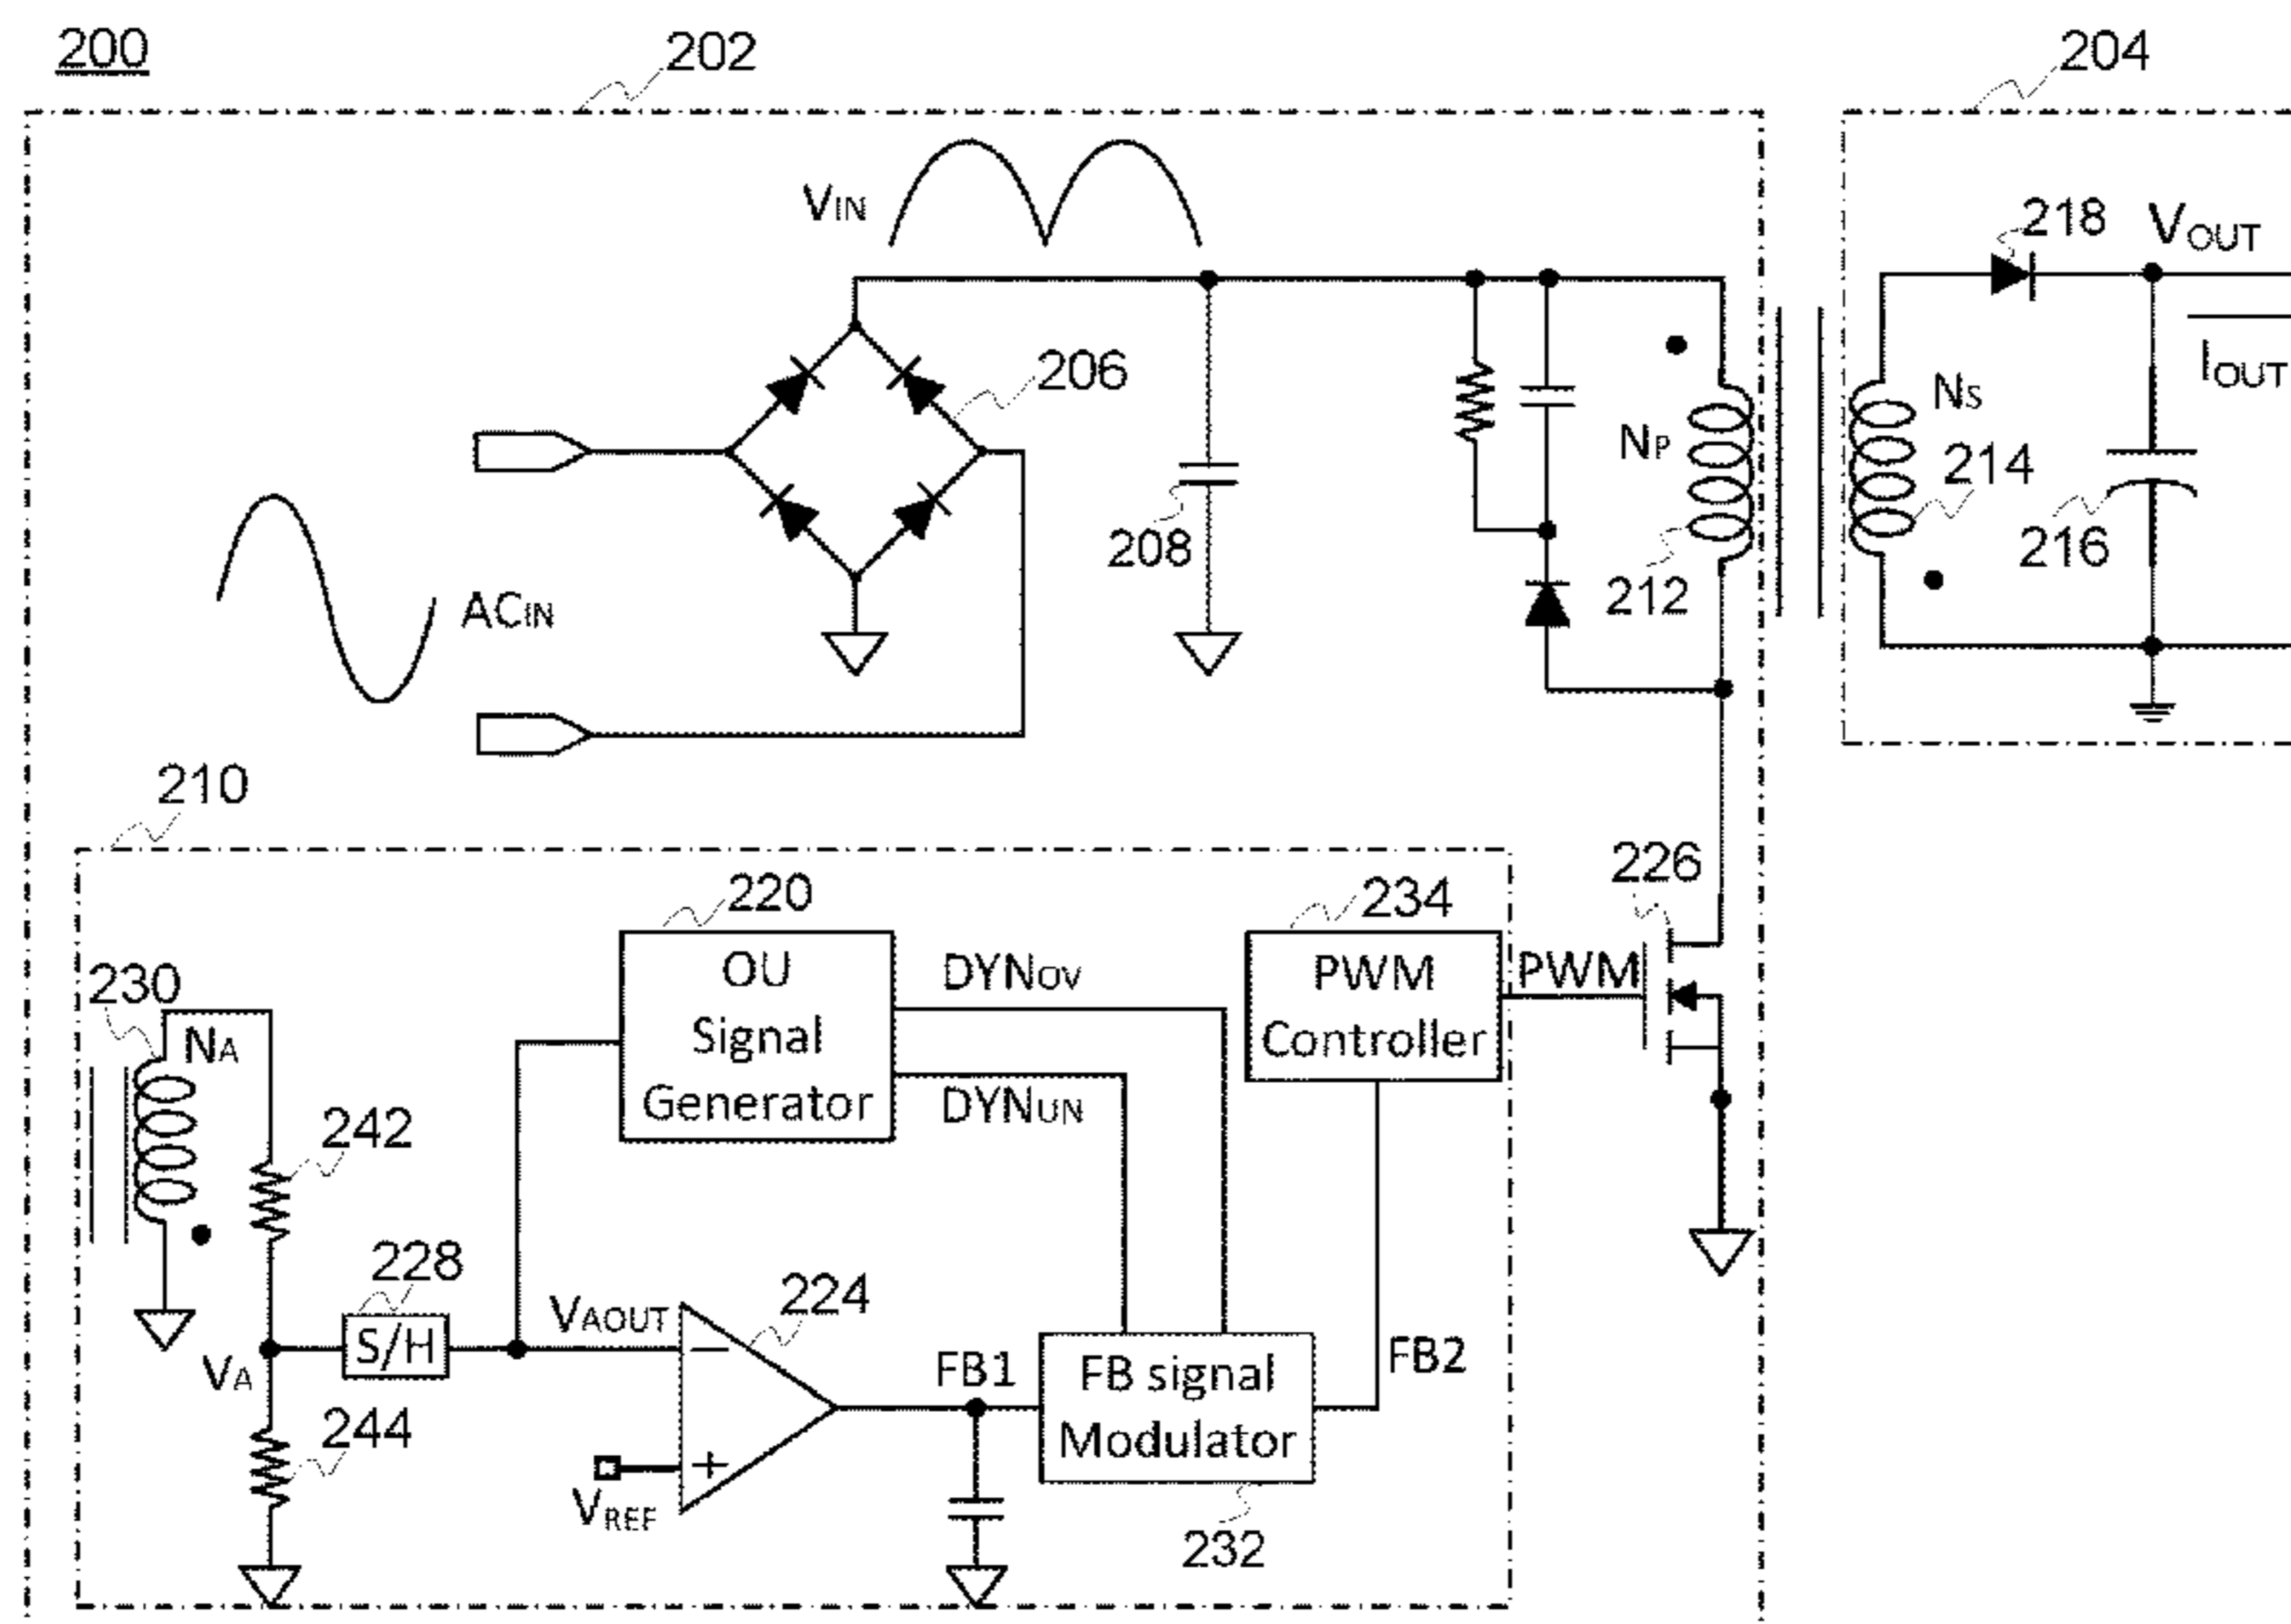 200
202
204
VIN
218
VOUT
206
IOUT
NS
NP
214
208
216
212
ACIN
210
226
220
234
230
OU
Signal
Generator
DYNOV
PWM
Controller
PWM
NA
DYNUN
242
228
224
VAOUT
S/H
−
FB1
FB signal
Modulator
FB2
VA
244
+
VREF
232